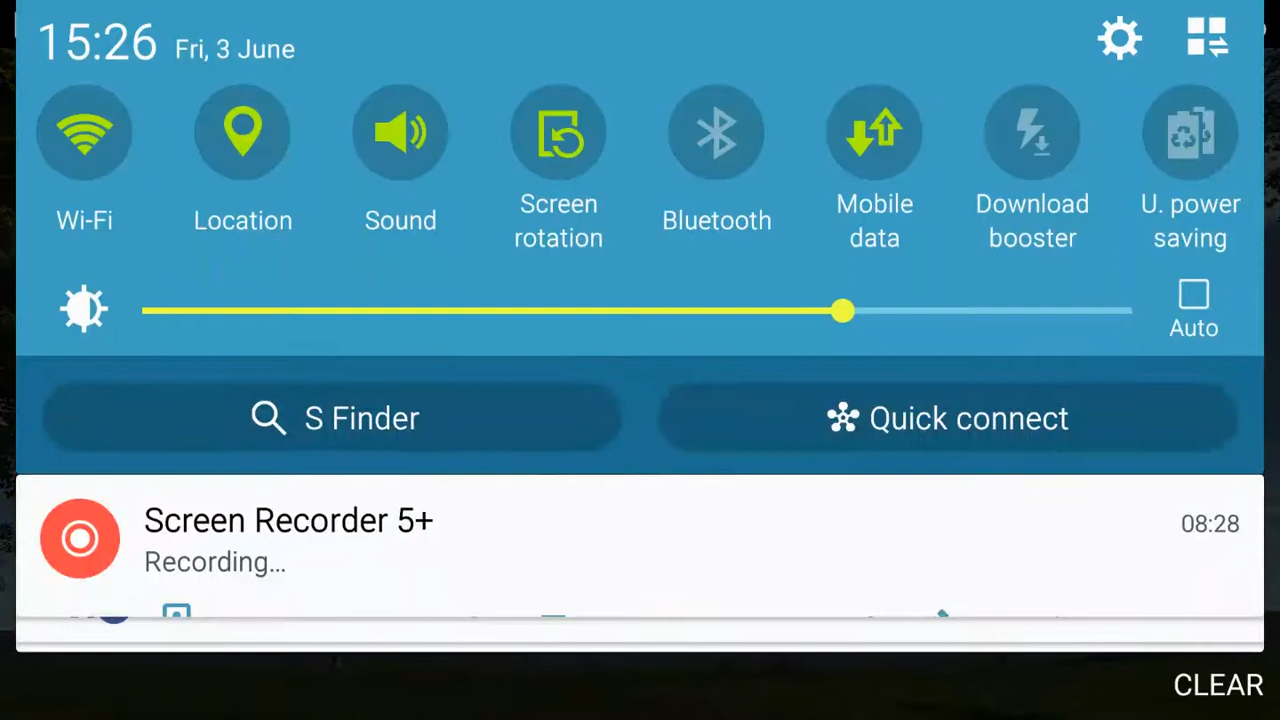 15:26 Fri, 3 June
Wi-Fi
Location
Sound
Screen
rotation
Bluetooth
Mobile
data
Download
booster
U. power
saving
Auto
S Finder
Quick connect
Screen Recorder 5+
08:28
Recording...
CLEAR